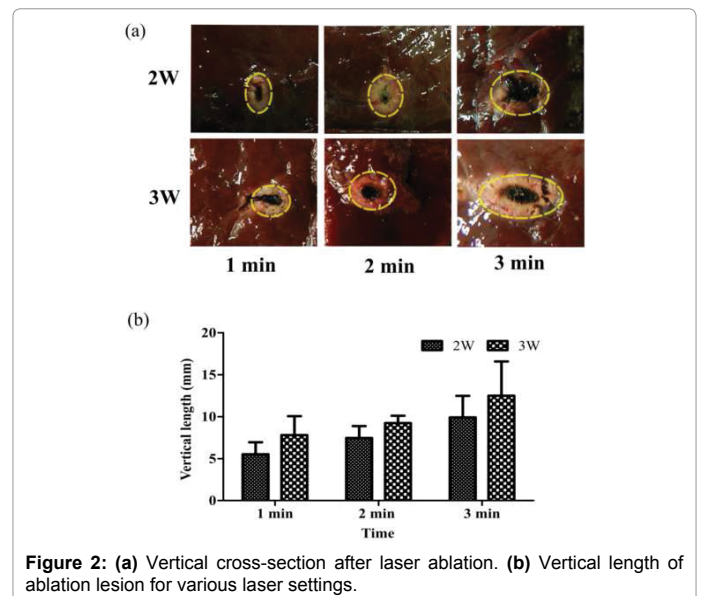 (a)
2W
3W
1 min 2 min 3 min
(b)
20
15
10
5
0
Vertical length (mm)
2W 3W
1 min 2 min 3 min
Time
Figure 2: (a) Vertical cross-section after laser ablation. (b) Vertical length of
ablation lesion for various laser settings.